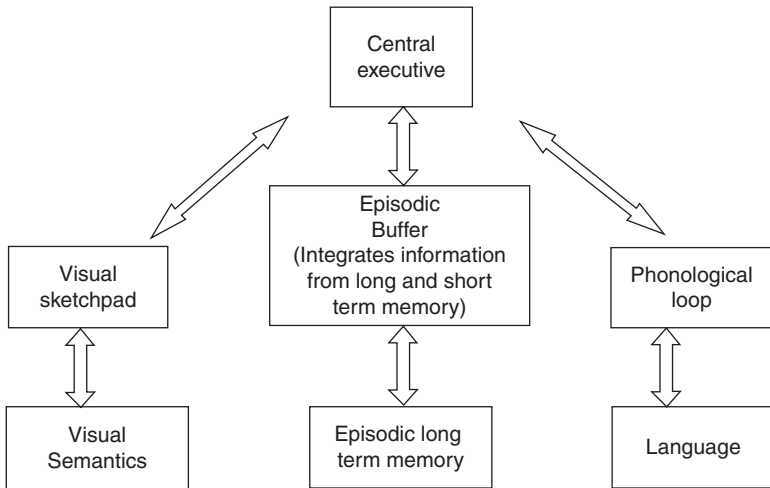 Central
executive
Episodic
Buffer
(Integrates information
from long and short
term memory)
Visual
sketchpad
Phonological
loop
Visual
Semantics
Episodic long
term memory
Language